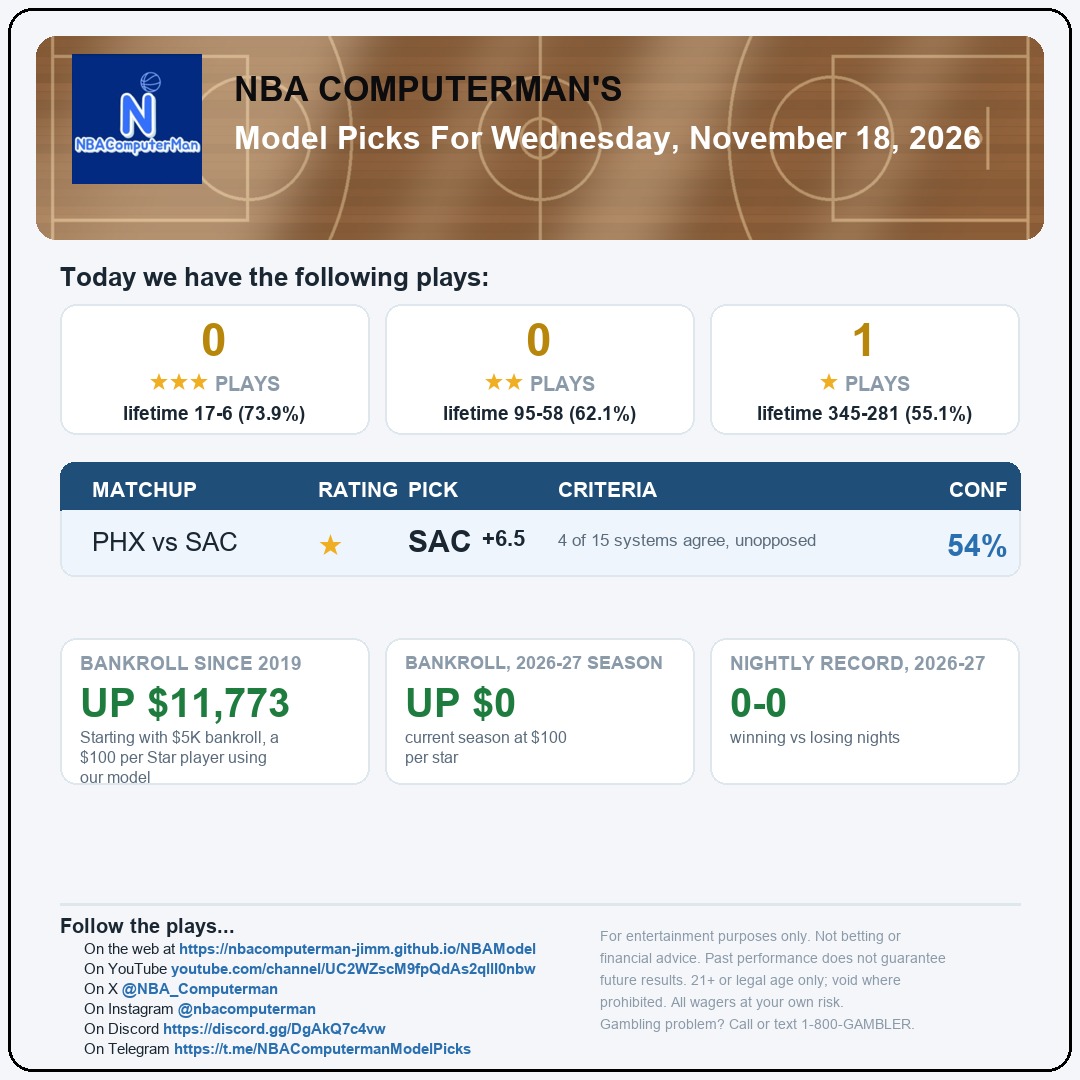 N
NBAComputerMan
NBA COMPUTERMAN'S
Model Picks For Wednesday, November 18, 2026
Today we have the following plays:
0
★★★ PLAYS
lifetime 17-6 (73.9%)
0
★★ PLAYS
lifetime 95-58 (62.1%)
1
★ PLAYS
lifetime 345-281 (55.1%)
MATCHUP RATING PICK CRITERIA CONF
PHX vs SAC ★ SAC +6.5 4 of 15 systems agree, unopposed 54%
BANKROLL SINCE 2019
UP $11,773
Starting with $5K bankroll, a
$100 per Star player using
our model
BANKROLL, 2026-27 SEASON
UP $0
current season at $100
per star
NIGHTLY RECORD, 2026-27
0-0
winning vs losing nights
Follow the plays...
On the web at https://nbacomputerman-jimm.github.io/NBAModel
On YouTube youtube.com/channel/UC2WZscM9fpQdAs2qlIl0nbw
On X @NBA_Computerman
On Instagram @nbacomputerman
On Discord https://discord.gg/DgAkQ7c4vw
On Telegram https://t.me/NBAComputermanModelPicks
For entertainment purposes only. Not betting or
financial advice. Past performance does not guarantee
future results. 21+ or legal age only; void where
prohibited. All wagers at your own risk.
Gambling problem? Call or text 1-800-GAMBLER.